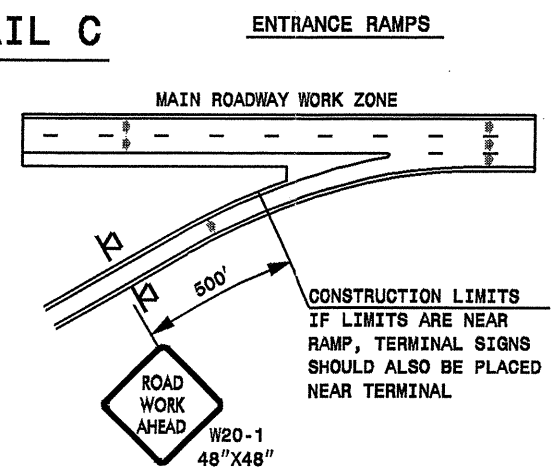 AIL C
ENTRANCE RAMPS
MAIN ROADWAY WORK ZONE
500'
CONSTRUCTION LIMITS
IF LIMITS ARE NEAR
RAMP, TERMINAL SIGNS
SHOULD ALSO BE PLACED
NEAR TERMINAL
ROAD
WORK
AHEAD
W20-1
48"X48"